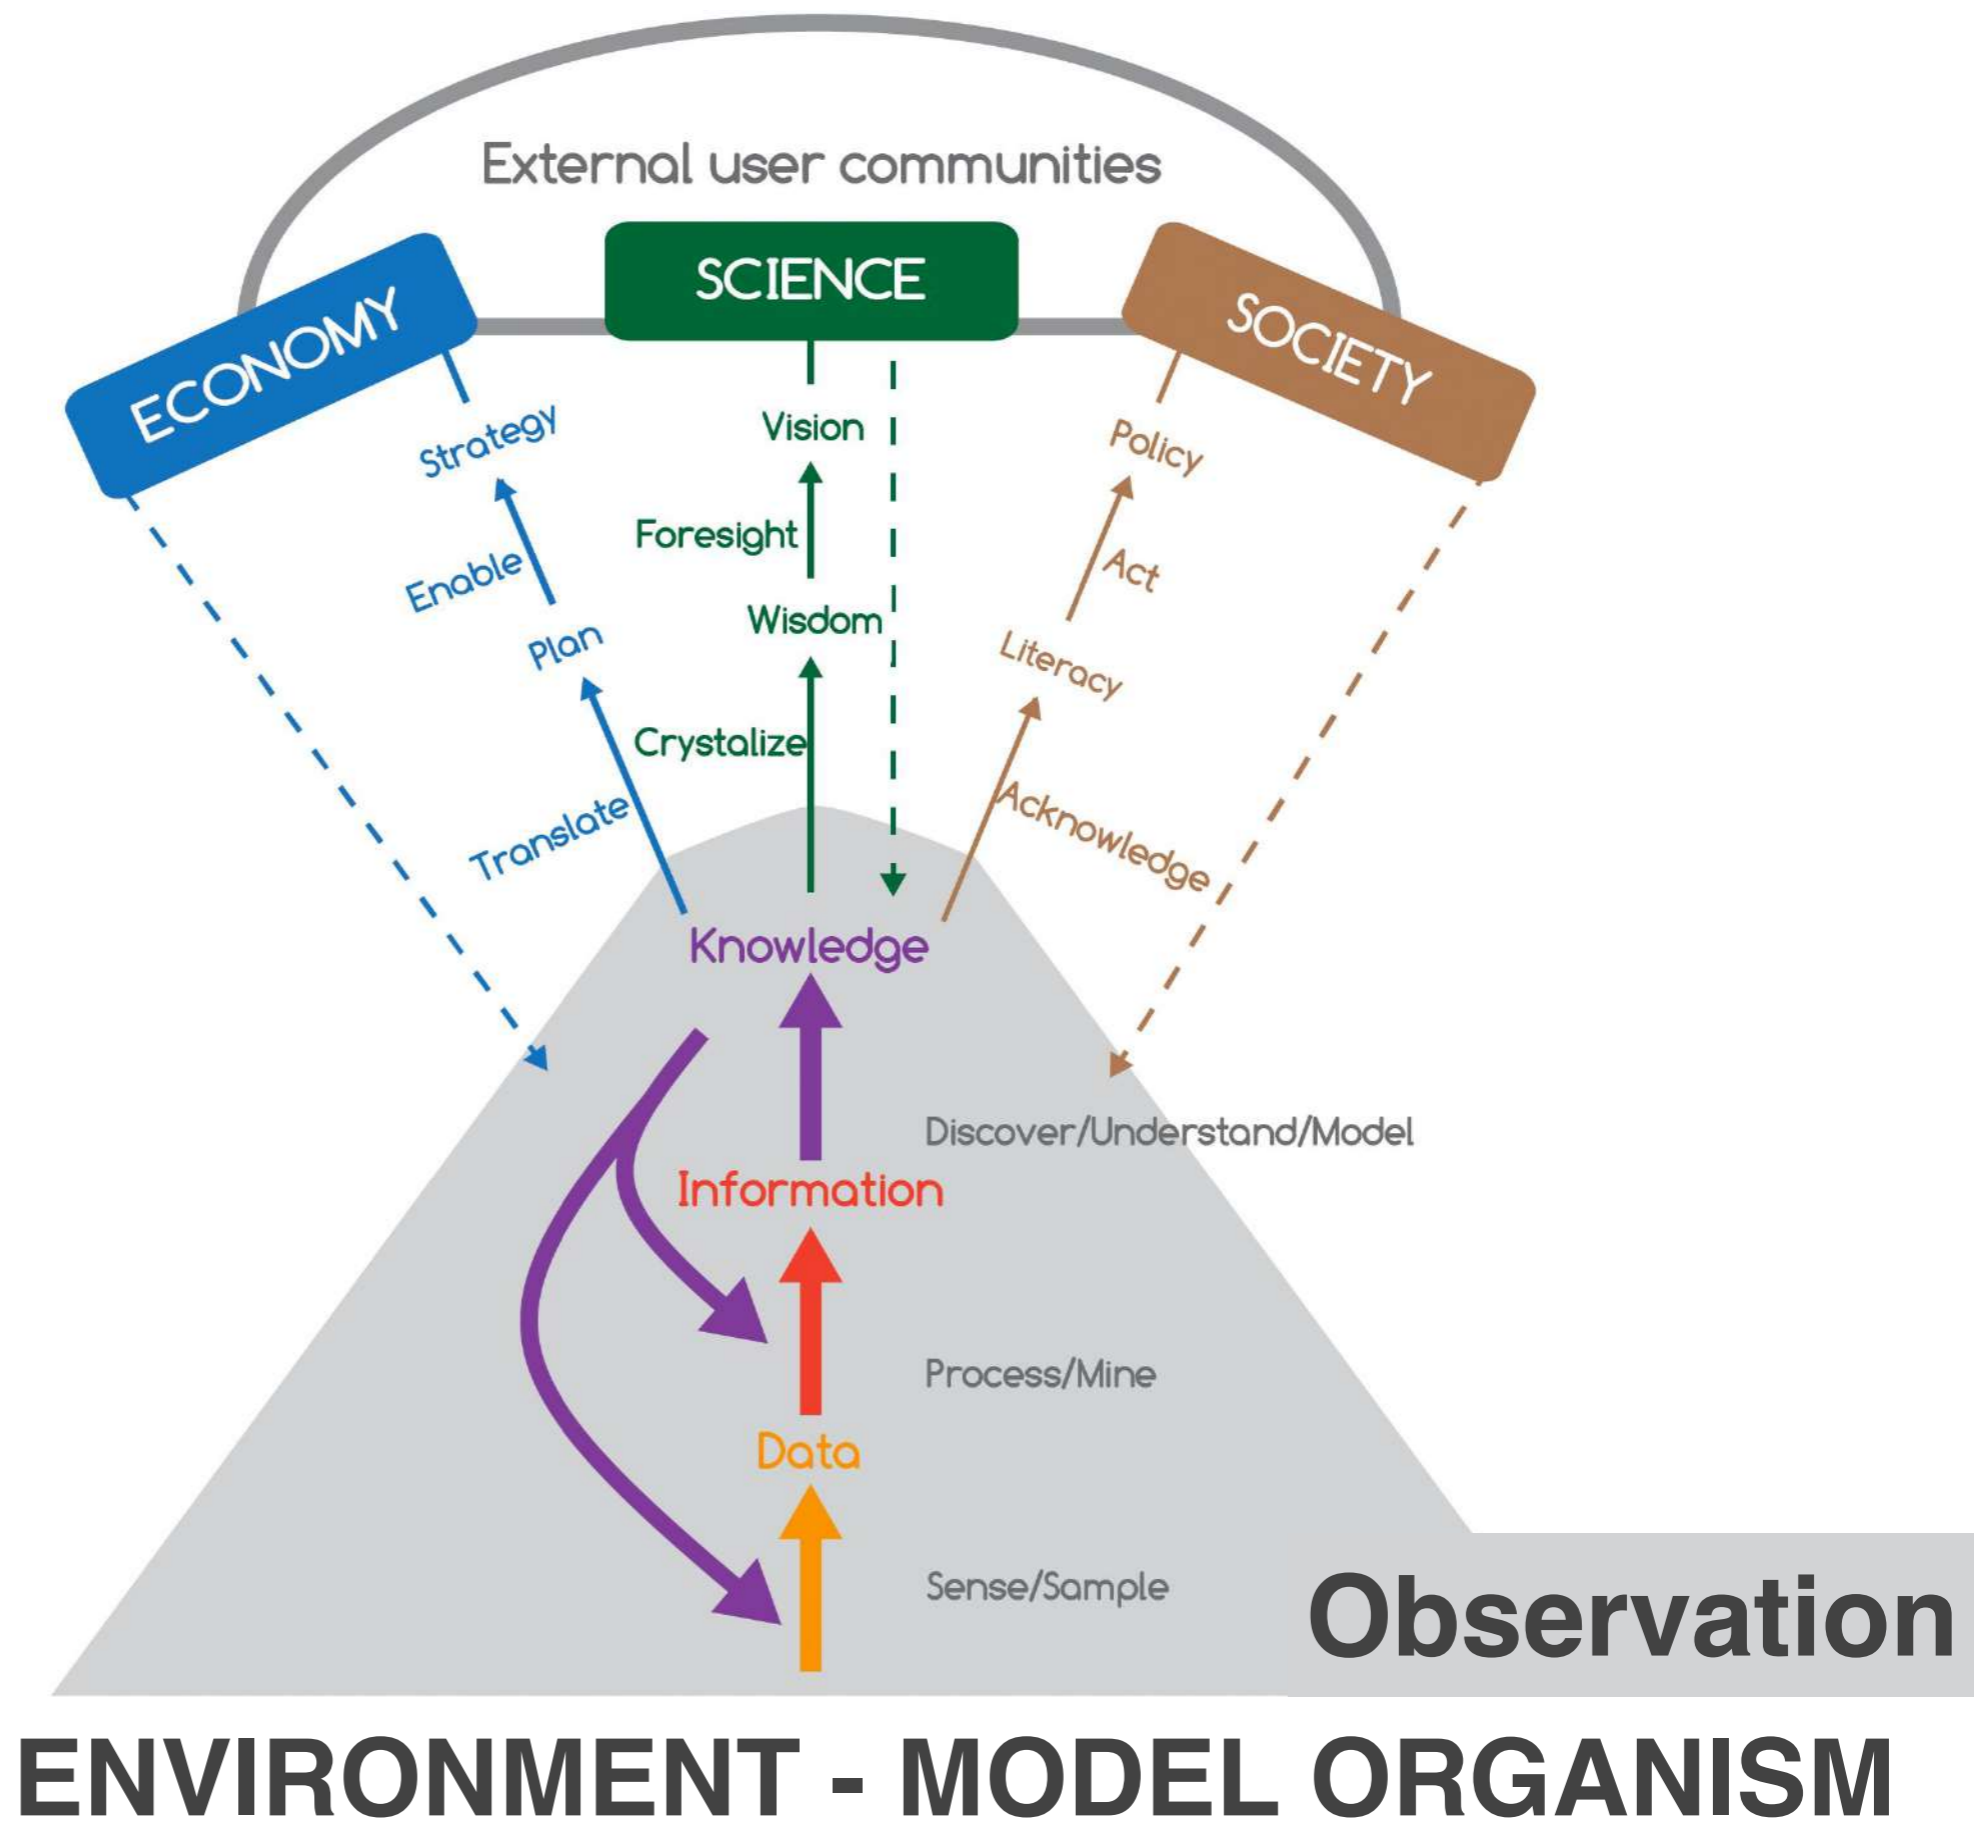 External user communities
ECONOMY
SCIENCE
SOCIETY
Strategy
Vision
Policy
Enable
Foresight
Act
Plan
Wisdom
Literacy
Translate
Crystalize
Acknowledge
Knowledge
Discover/Understand/Model
Information
Process/Mine
Data
Sense/Sample
Observation
ENVIRONMENT - MODEL ORGANISM